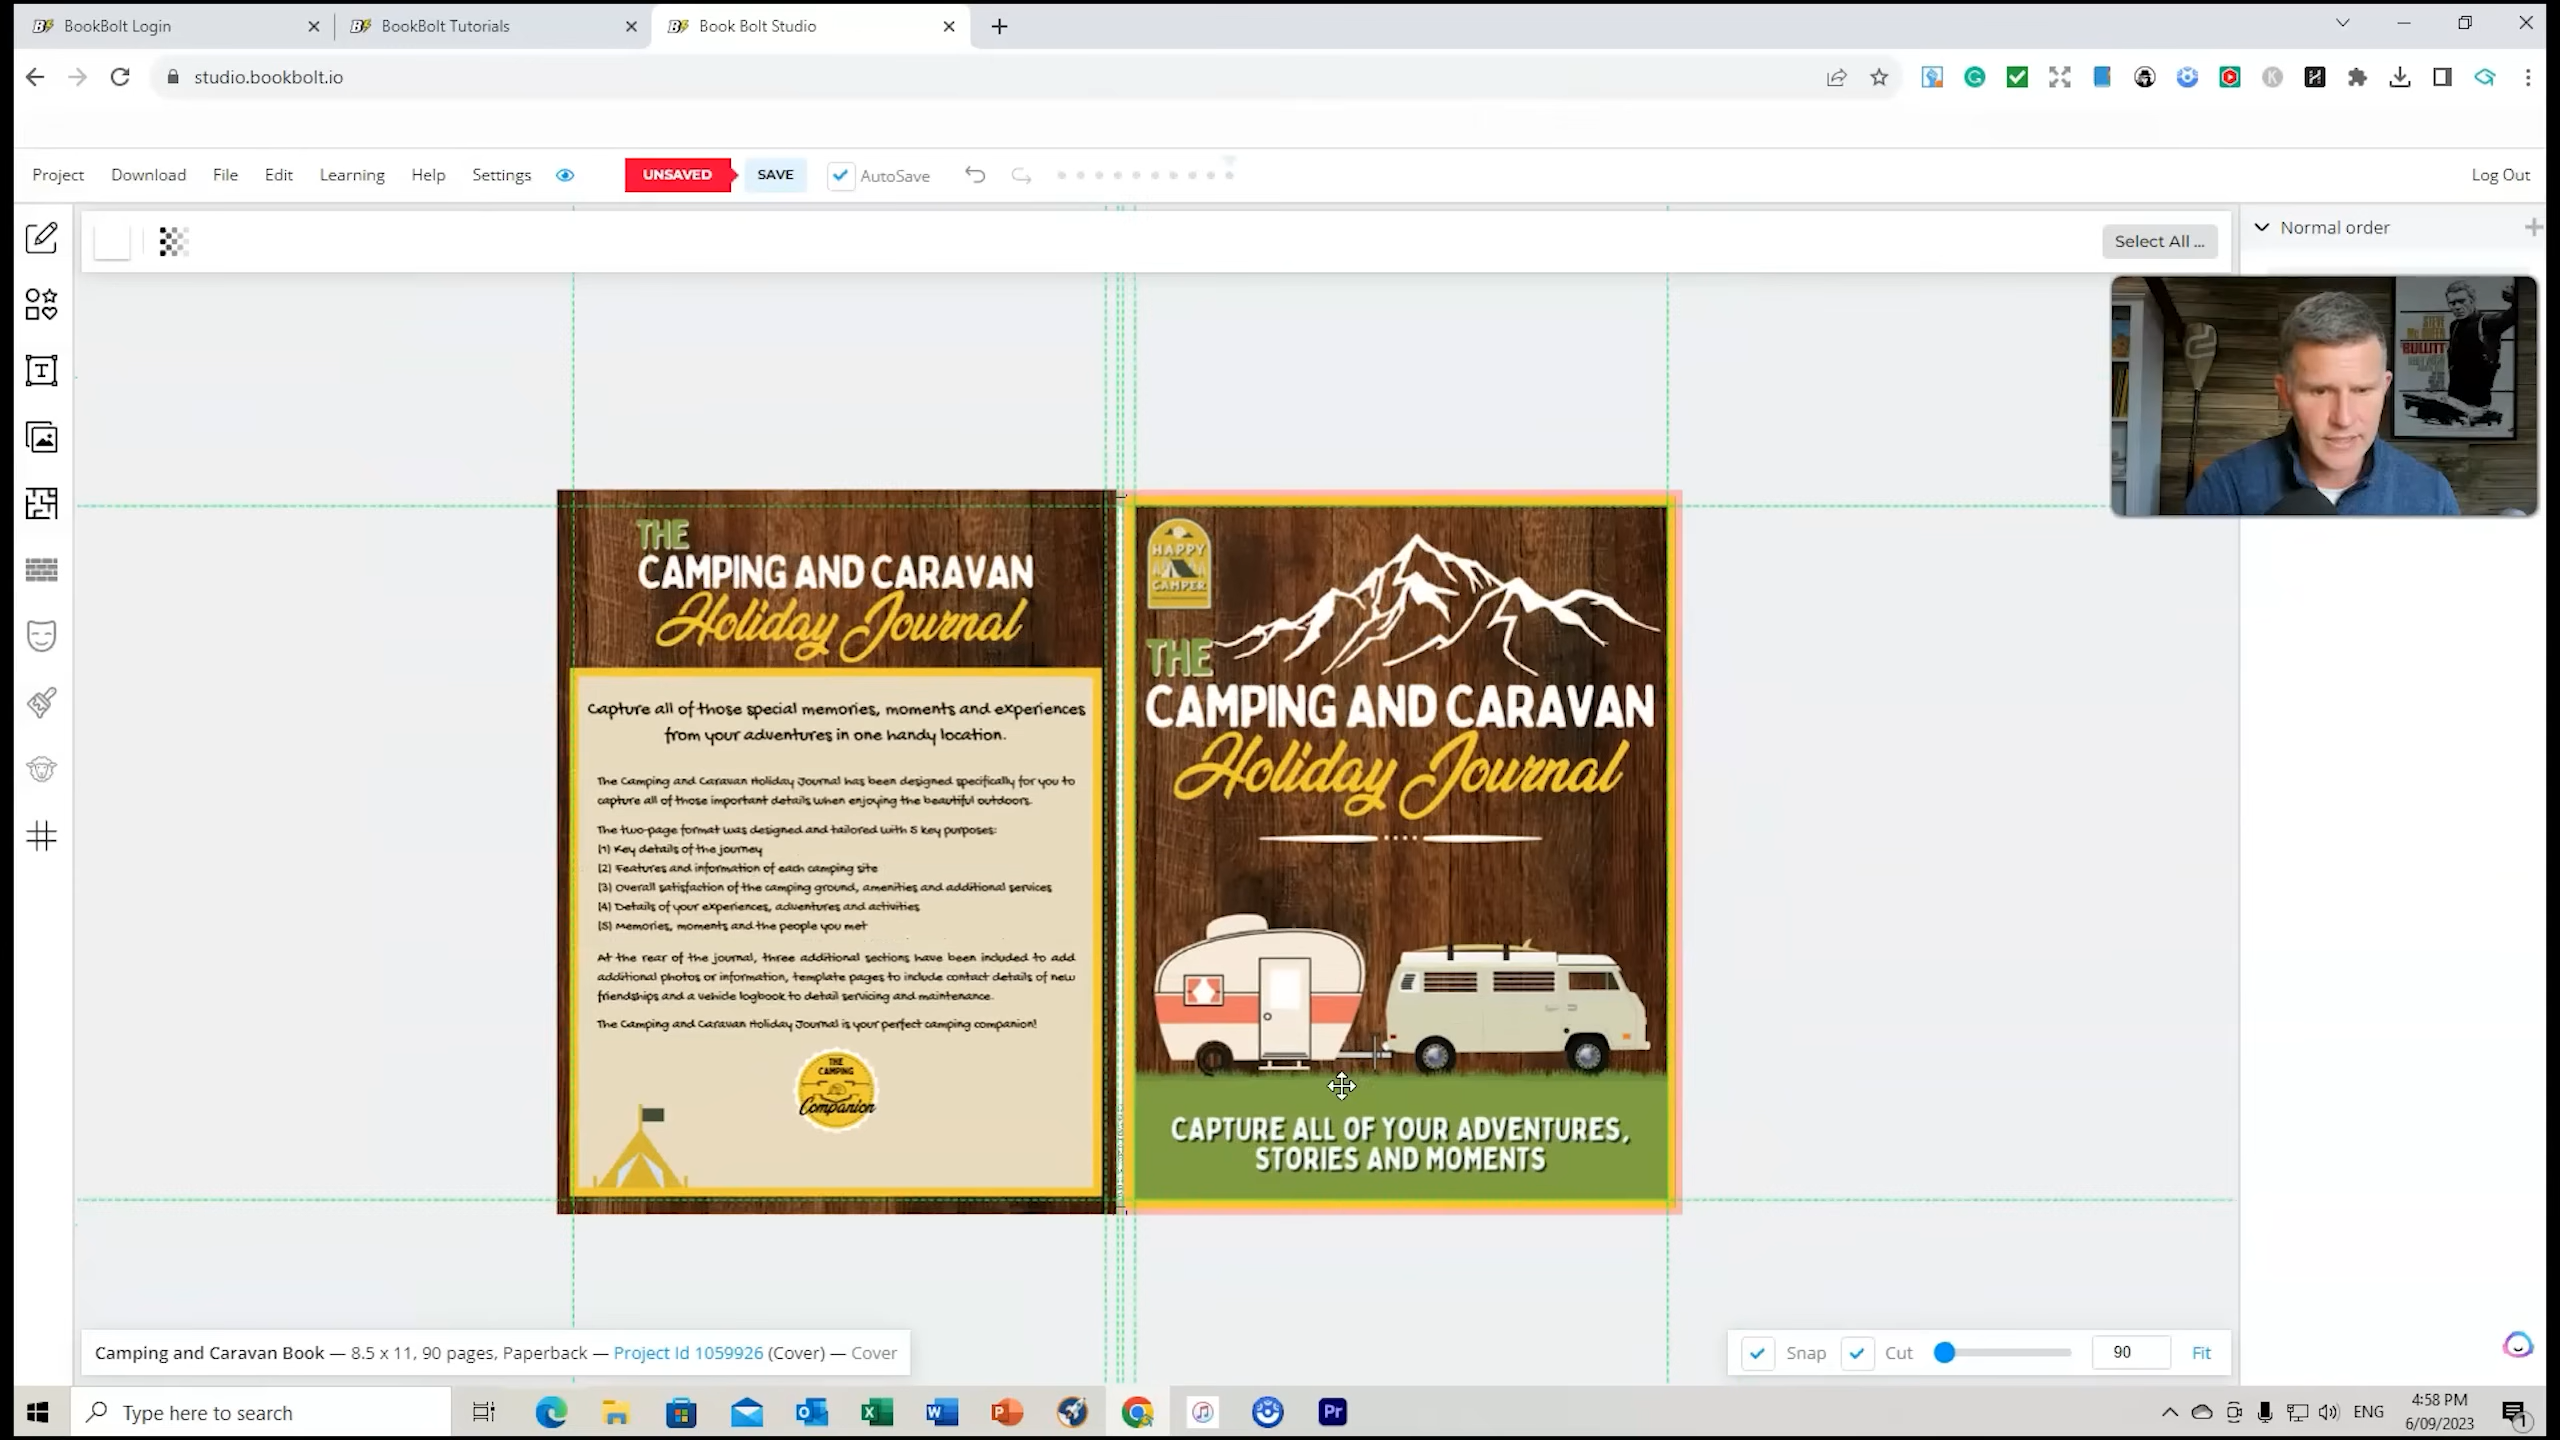 BookBolt Login
BookBolt Tutorials
Book Bolt Studio
studio.bookbolt.io
Project
Download
File
Edit
Learning
Help
Settings
UNSAVED
SAVE
AutoSave
Log Out
Select All ...
Normal order
STEVE
McQUEEN
BULLITT
THE
CAMPING AND CARAVAN
Holiday Journal
Capture all of those special memories, moments and experiences
from your adventures in one handy location.
The Camping and Caravan Holiday Journal has been designed specifically for you to
capture all of those important details when enjoying the beautiful outdoors.
The two-page format was designed and tailored with 5 key purposes:
(1) Key details of the journey
(2) Features and information of each camping site
(3) Overall satisfaction of the camping ground, amenities and additional services
(4) Details of your experiences, adventures and activities
(5) Memories, moments and the people you met
At the rear of the journal, three additional sections have been included to add
additional photos or information, template pages to include contact details of new
friendships and a vehicle logbook to detail servicing and maintenance.
The Camping and Caravan Holiday Journal is your perfect camping companion!
THE
CAMPING
Companion
HAPPY
CAMPER
THE
CAMPING AND CARAVAN
Holiday Journal
CAPTURE ALL OF YOUR ADVENTURES,
STORIES AND MOMENTS
Camping and Caravan Book — 8.5 x 11, 90 pages, Paperback — Project Id 1059926 (Cover) — Cover
Snap
Cut
90
Fit
Type here to search
ENG
4:58 PM
6/09/2023